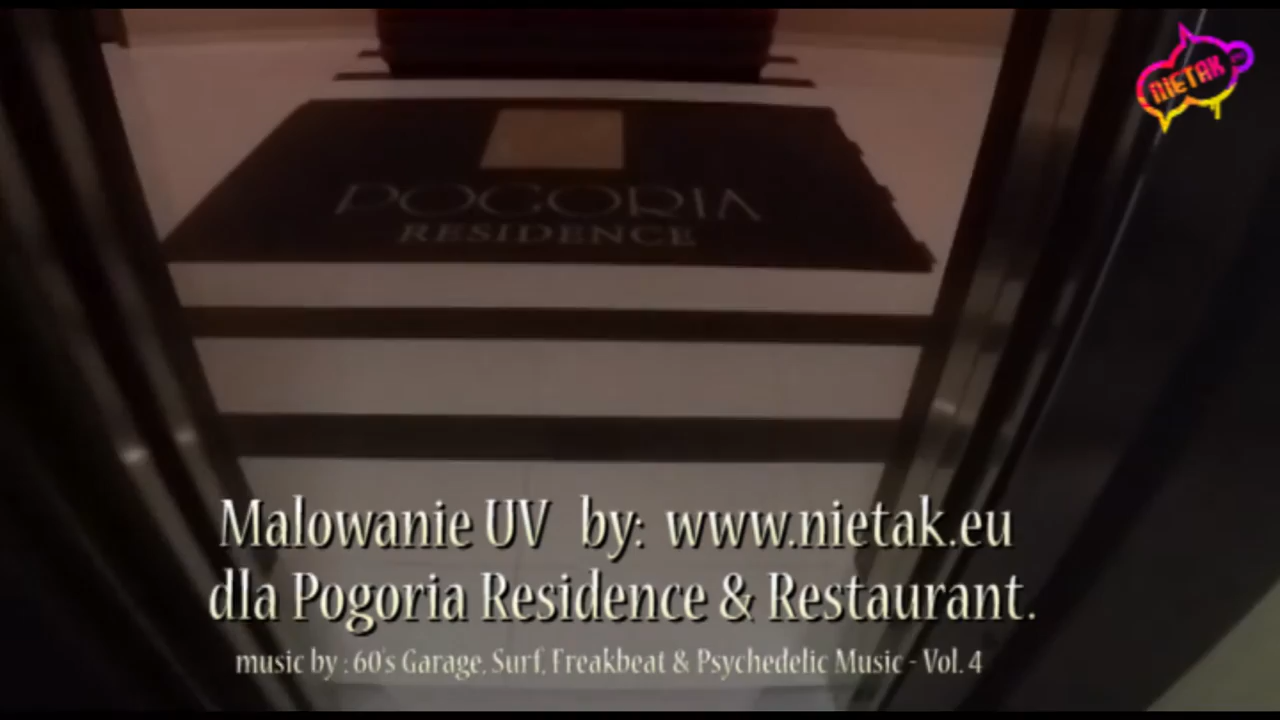 NIETAK
POGORIA
RESIDENCE
Malowanie UV by: www.nietak.eu
dla Pogoria Residence & Restaurant.
music by : 60's Garage, Surf, Freakbeat & Psychedelic Music - Vol. 4